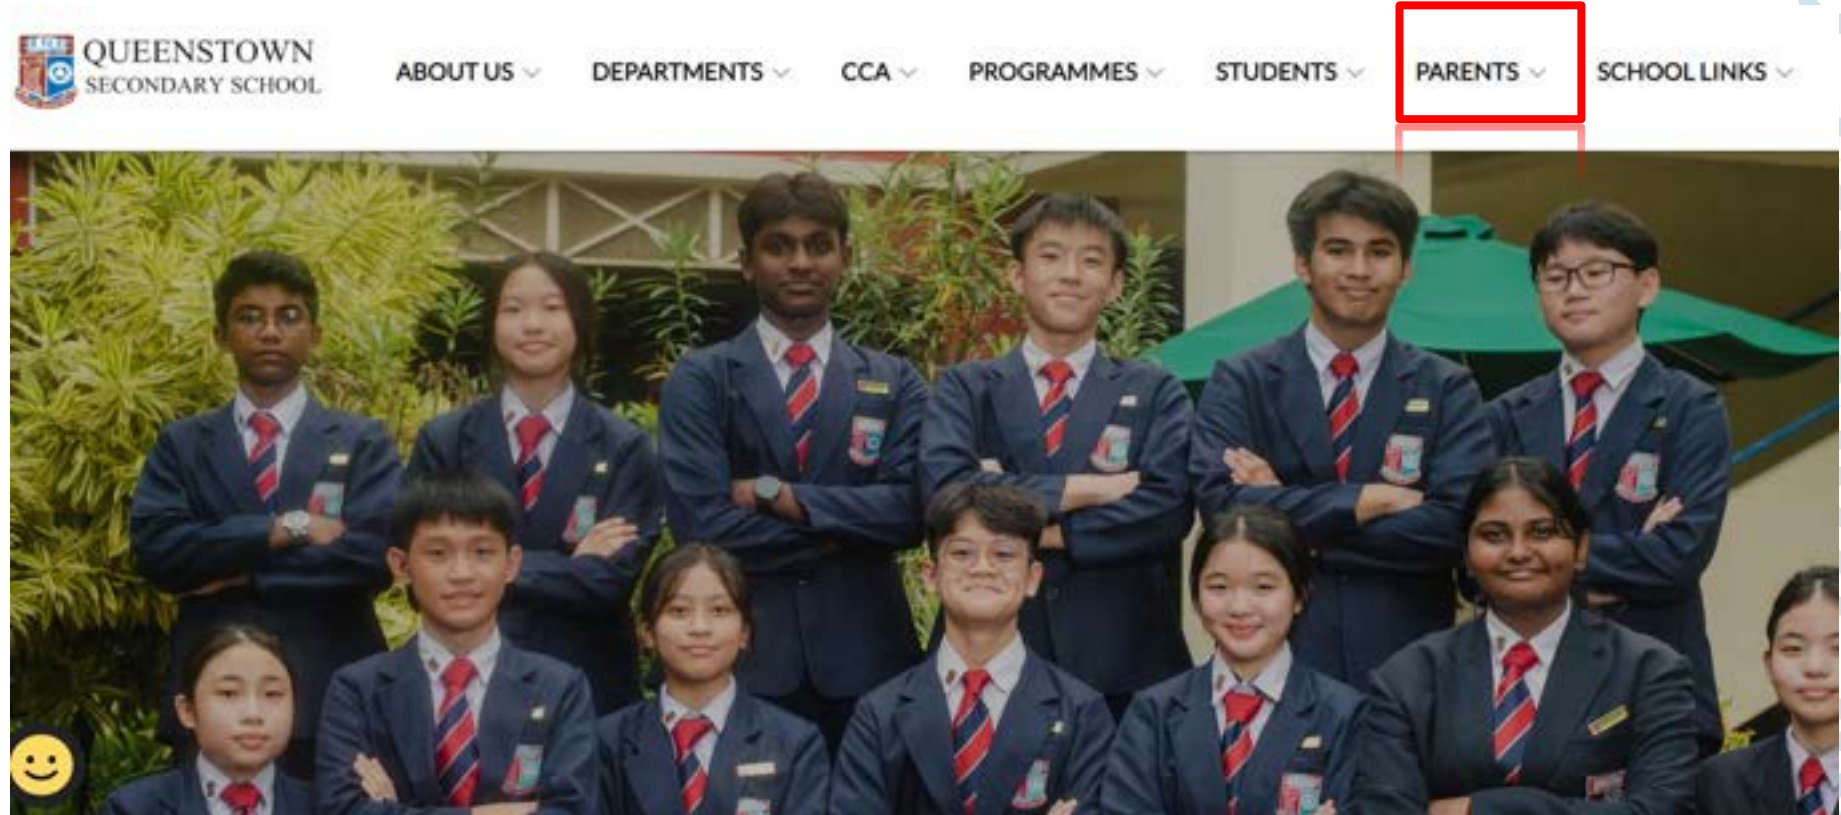 QUEENSTOWN
SECONDARY SCHOOL
ABOUT US
DEPARTMENTS
CCA
PROGRAMMES
STUDENTS
PARENTS
SCHOOL LINKS